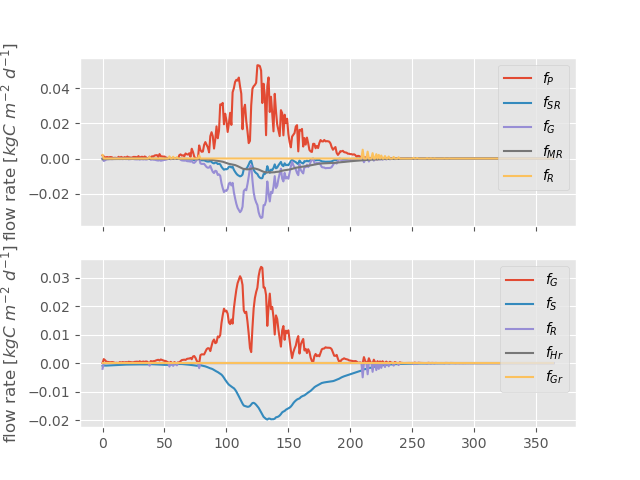 flow rate [kgC m⁻² d⁻¹]
0.04
0.02
0.00
−0.02
f_P
f_SR
f_G
f_MR
f_R
flow rate [kgC m⁻² d⁻¹]
0.03
0.02
0.01
0.00
−0.01
−0.02
f_G
f_S
f_R
f_Hr
f_Gr
0 50 100 150 200 250 300 350